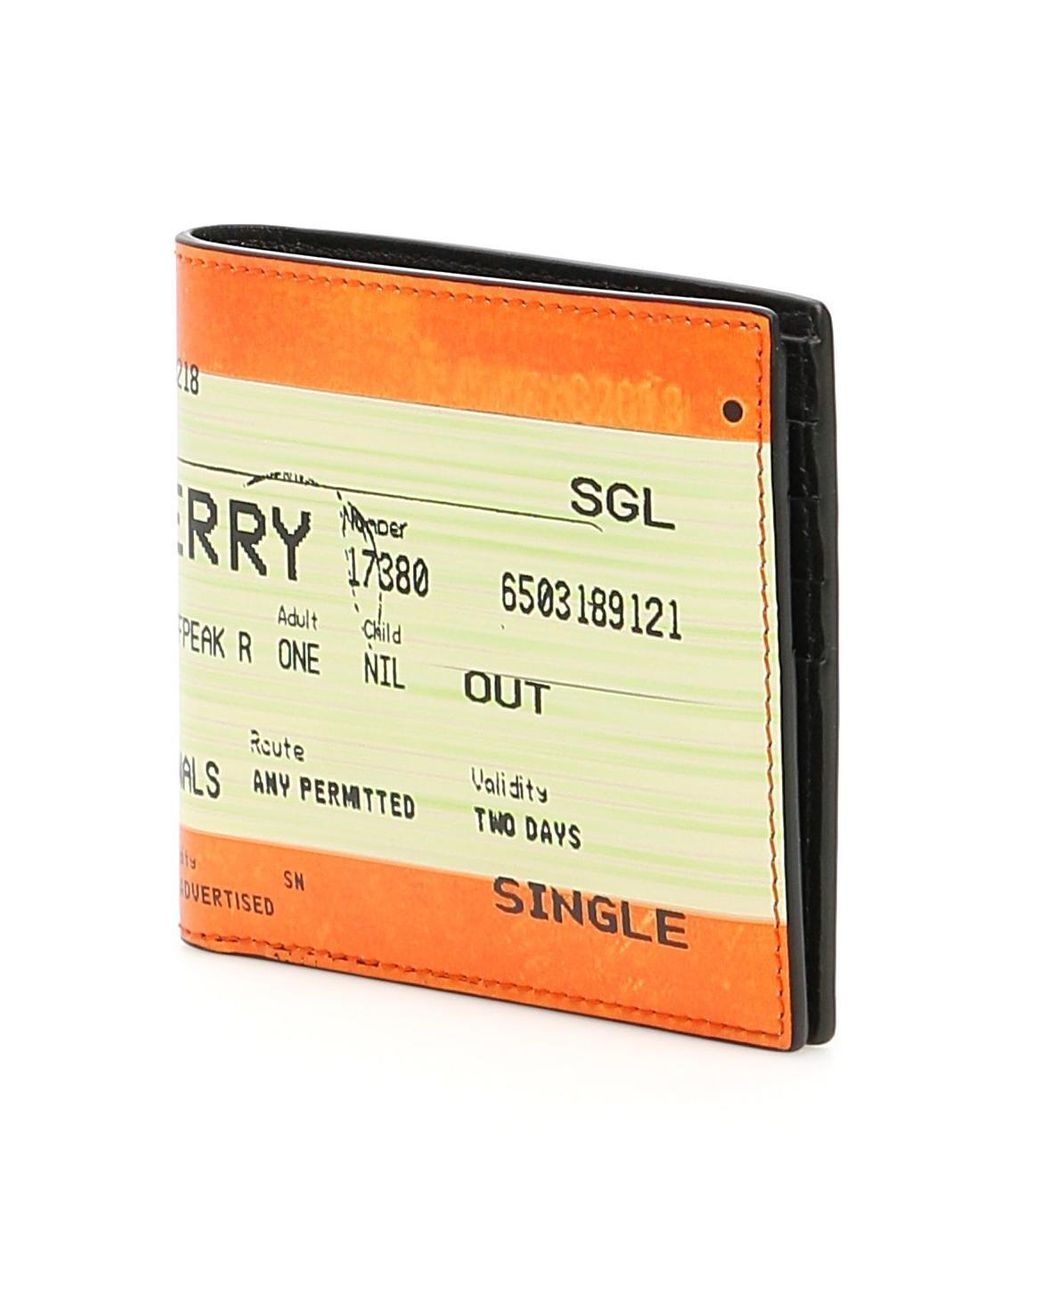 218
SGL
ERRY
Number
17380
6503189121
Adult
Child
FPEAK R
ONE
NIL
OUT
Route
ALS
ANY PERMITTED
Validity
TWO DAYS
SN
ADVERTISED
SINGLE